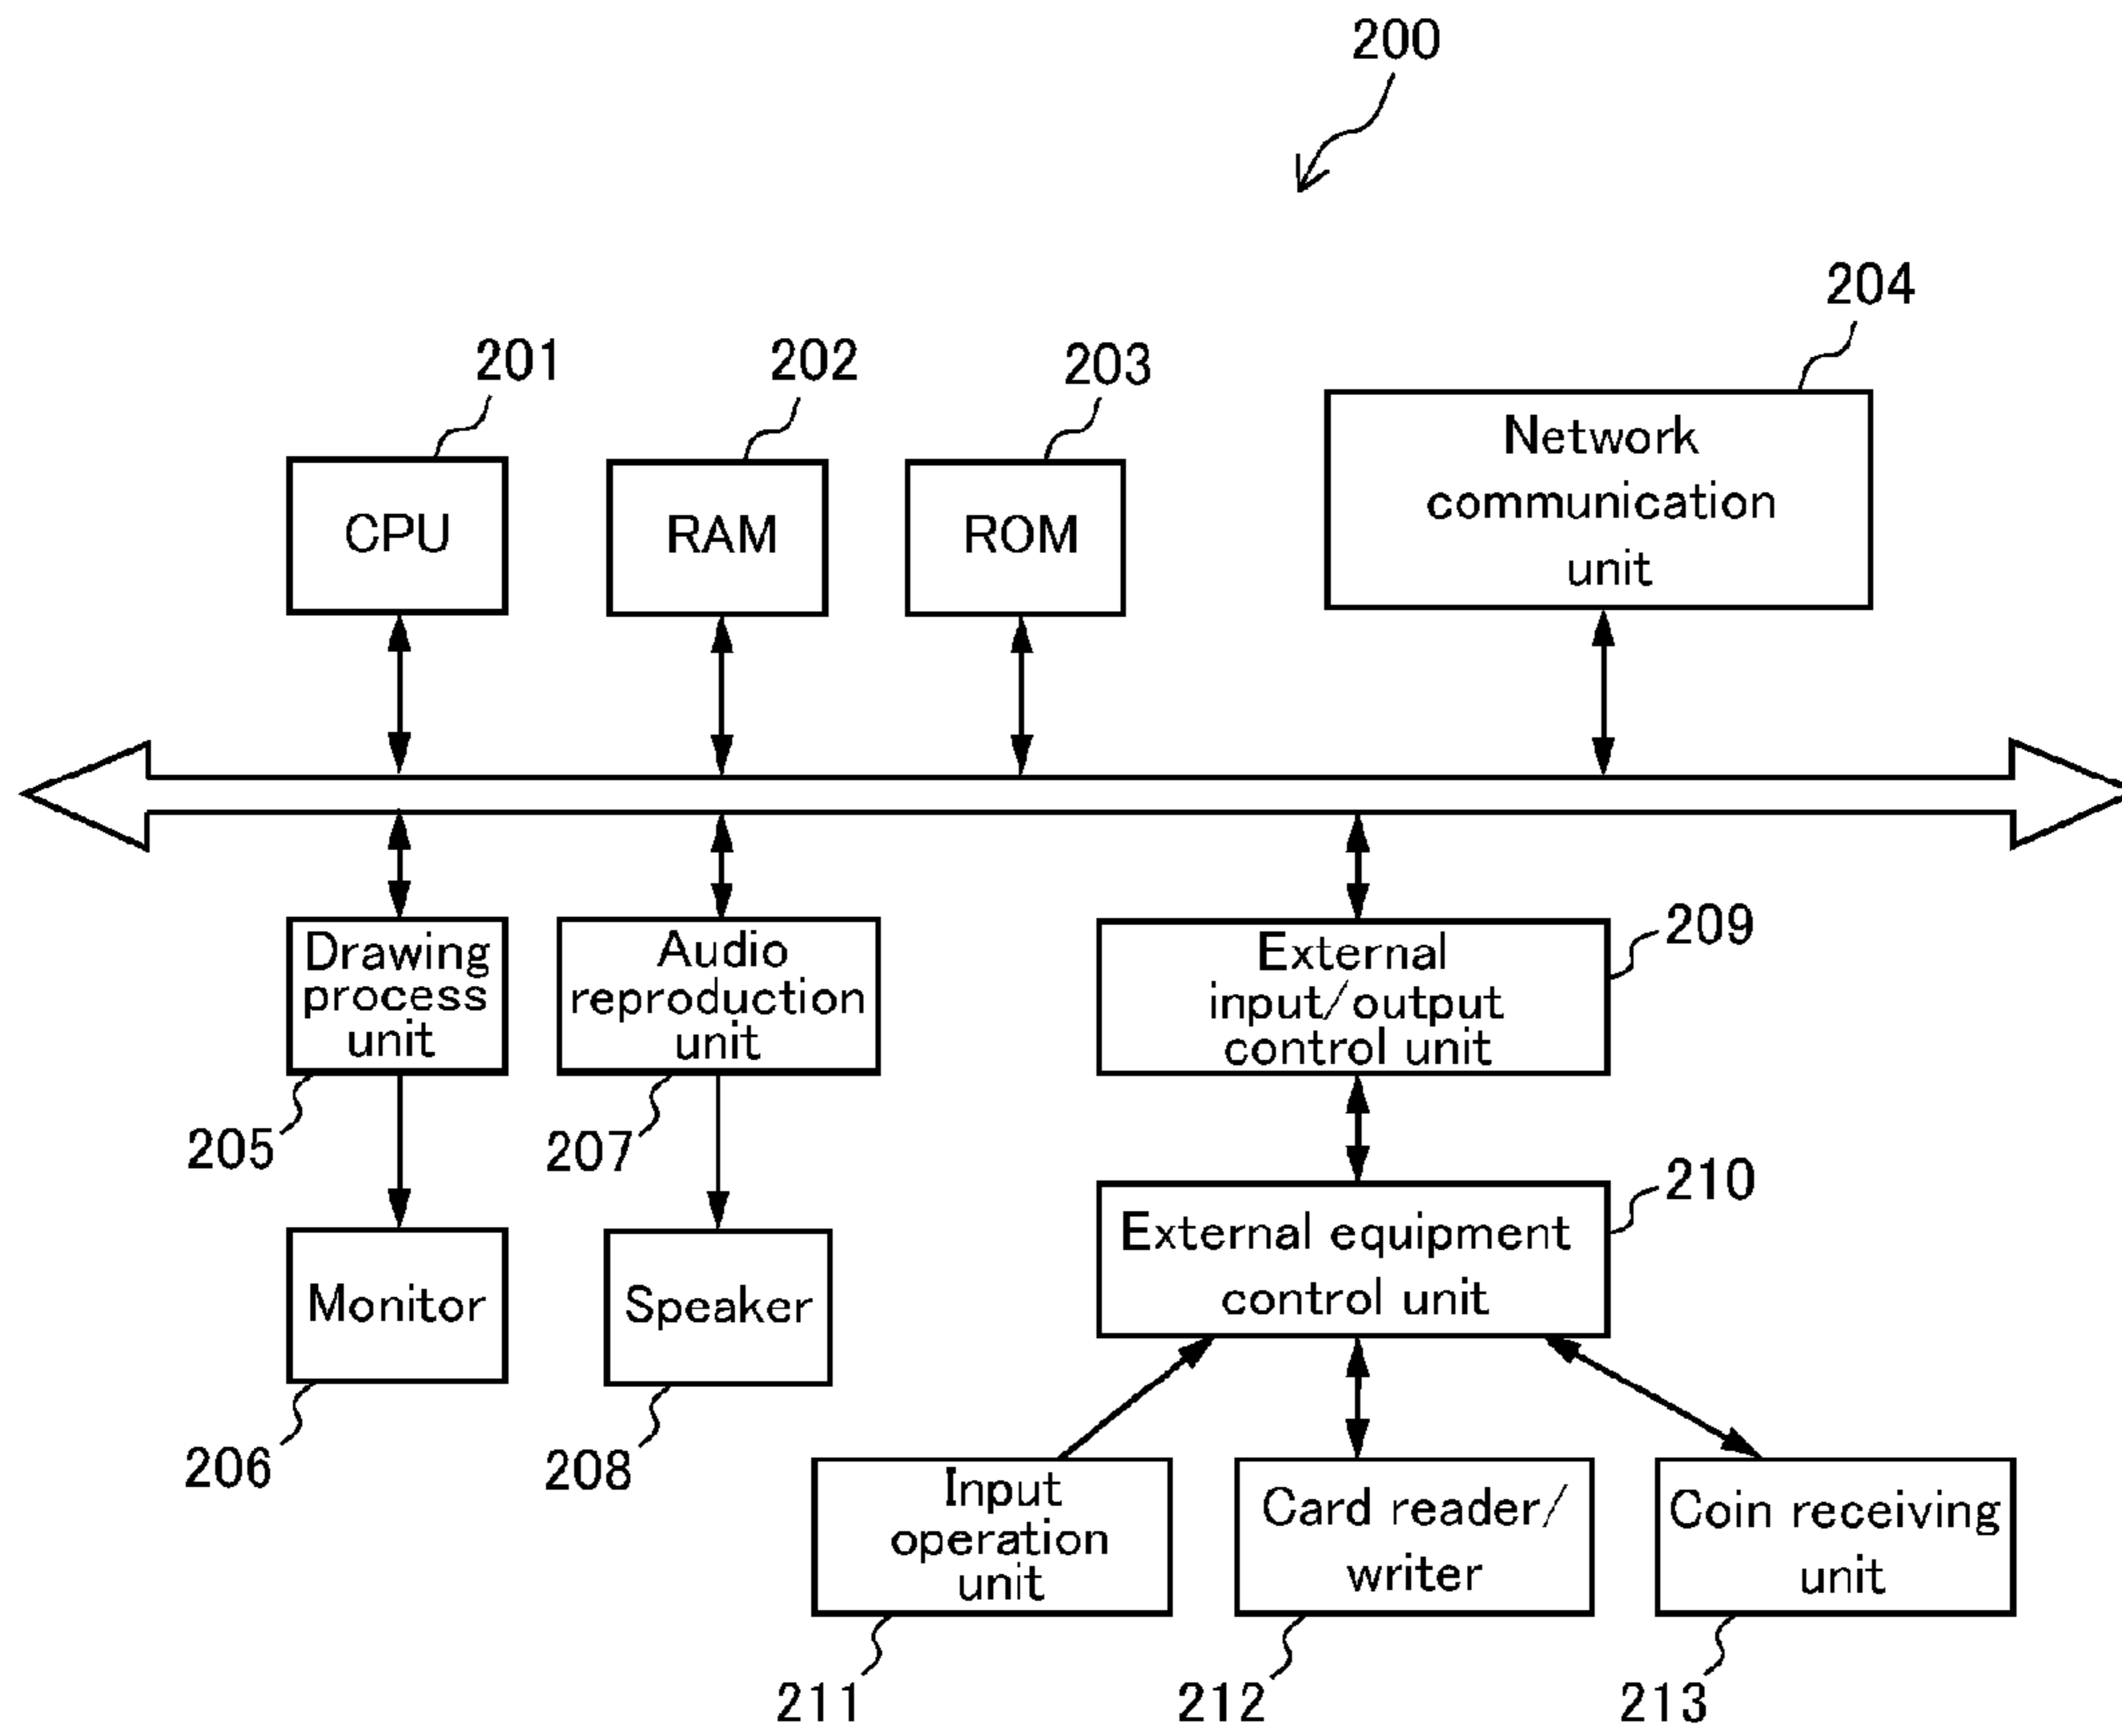 200
204
201
202
203
Network
communication
unit
CPU
RAM
ROM
Drawing
process
unit
Audio
reproduction
unit
External
input/output
control unit
209
205
207
210
External equipment
control unit
Monitor
Speaker
206
208
Input
operation
unit
Card reader/
writer
Coin receiving
unit
211
212
213